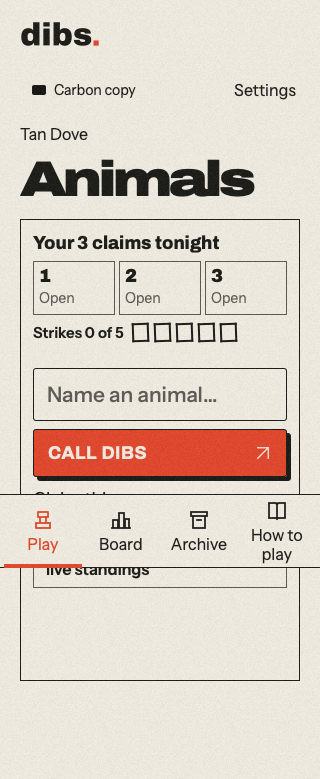 dibs.
Carbon copy
Settings
Tan Dove
Animals
Your 3 claims tonight
1
Open
2
Open
3
Open
Strikes 0 of 5
Name an animal...
CALL DIBS
Play
Board
Archive
How to
play
live standings